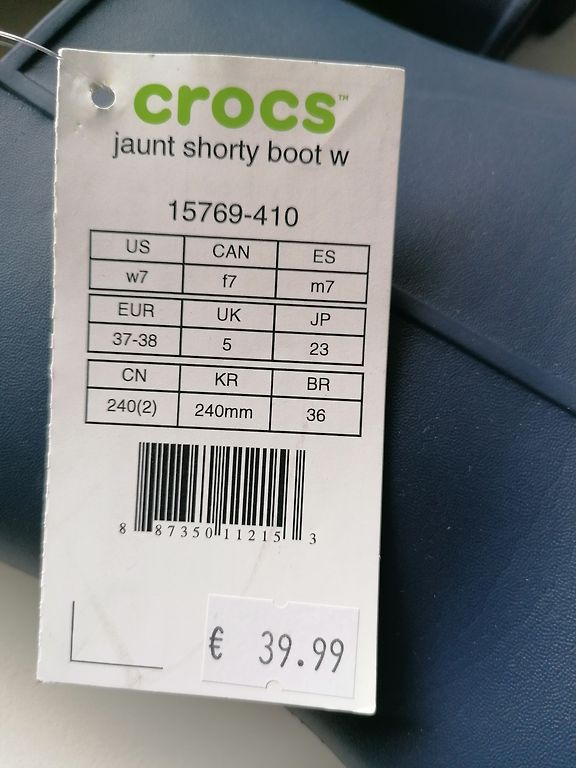 crocs™
jaunt shorty boot w
15769-410
US CAN ES
w7 f7 m7
EUR UK JP
37-38 5 23
CN KR BR
240(2) 240mm 36
8 87350 11215 3
€ 39.99